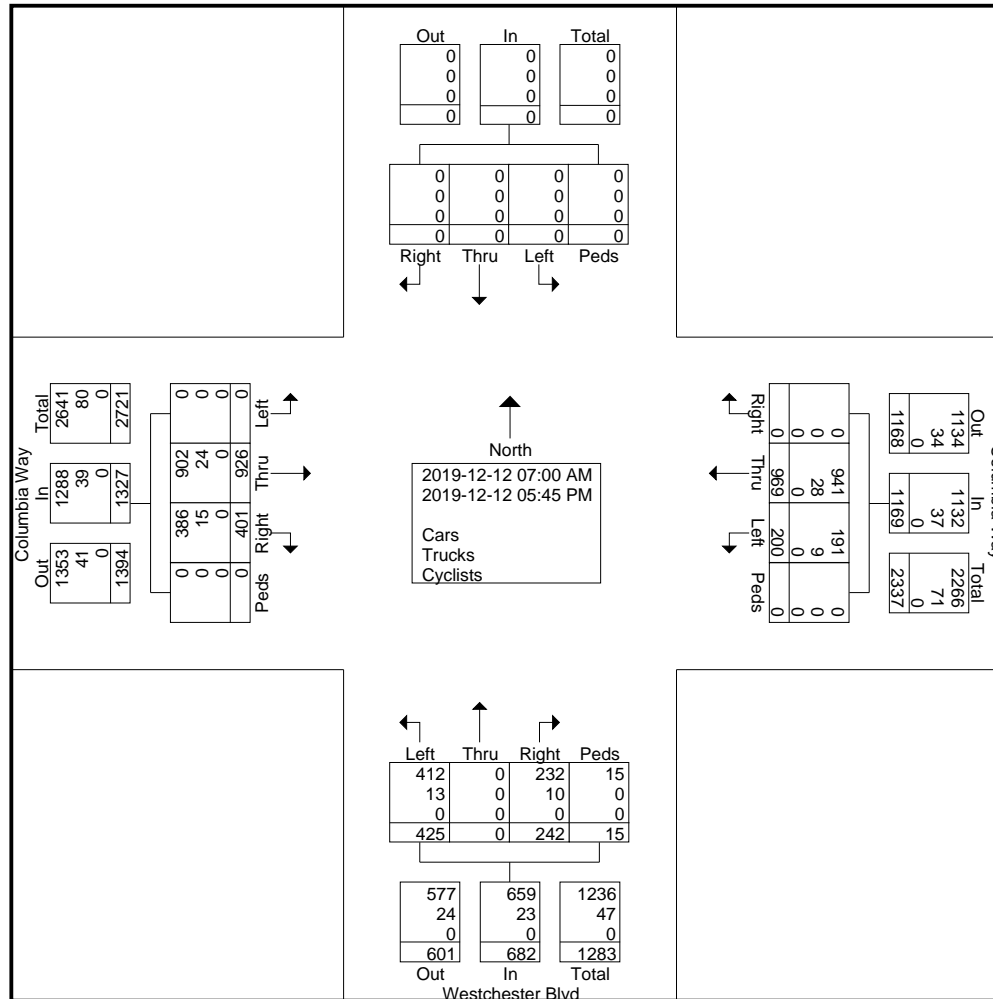 Out In Total
0 0 0
0 0 0
0 0 0
0 0 0
0 0 0 0
0 0 0 0
0 0 0 0
0 0 0 0
Right Thru Left Peds
Columbia Way
Total In Out
2641 1288 1353
80 39 41
0 0 0
2721 1327 1394
0 902 386 0
0 24 15 0
0 0 0 0
0 926 401 0
Left Thru Right Peds
North
2019-12-12 07:00 AM
2019-12-12 05:45 PM
Cars
Trucks
Cyclists
Right Thru Left Peds
0 941 191 0
0 28 9 0
0 0 0 0
0 969 200 0
Out In Total
1134 1132 2266
34 37 71
0 0 0
1168 1169 2337
Way
Left Thru Right Peds
412 0 232 15
13 0 10 0
0 0 0 0
425 0 242 15
577 659 1236
24 23 47
0 0 0
601 682 1283
Out In Total
Westchester Blvd